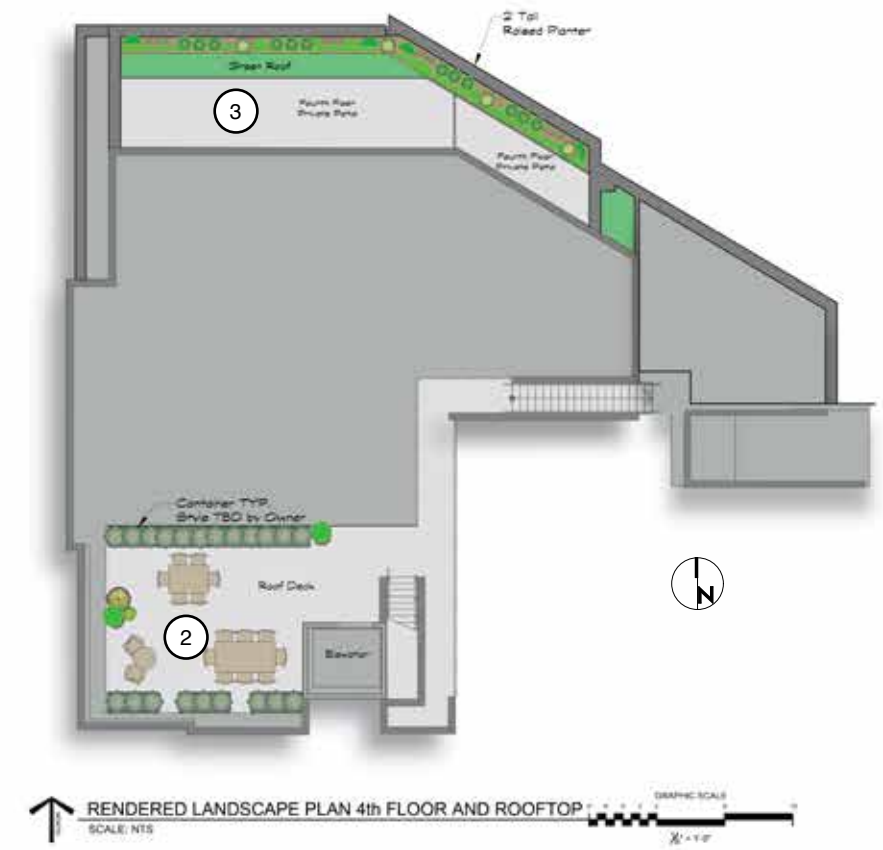 2' Tall
Raised Planter
Green Roof
3
Fourth Floor
Private Patio
Fourth Floor
Private Patio
Container TYP.
Style TBD by Owner
Roof Deck
N
2
Elevator
RENDERED LANDSCAPE PLAN 4th FLOOR AND ROOFTOP
SCALE: NTS
GRAPHIC SCALE